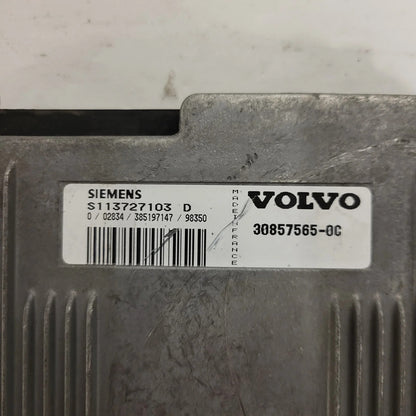 SIEMENS
S113727103 D
0 / 02834 / 385197147 / 98350
MADE IN FRANCE
VOLVO
30857565-0C